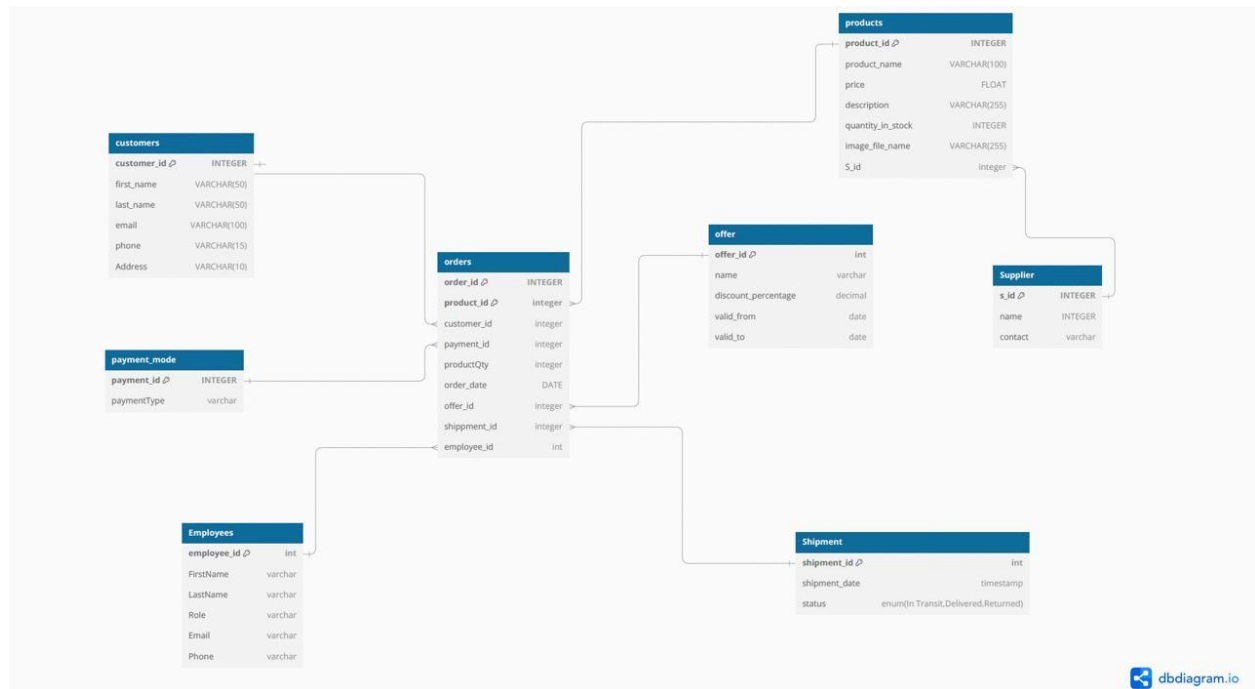 products
product_id INTEGER
product_name VARCHAR(100)
price FLOAT
description VARCHAR(255)
quantity_in_stock INTEGER
image_file_name VARCHAR(255)
S_id integer
customers
customer_id INTEGER
first_name VARCHAR(50)
last_name VARCHAR(50)
email VARCHAR(100)
phone VARCHAR(15)
Address VARCHAR(10)
offer
offer_id int
name varchar
discount_percentage decimal
valid_from date
valid_to date
orders
order_id INTEGER
product_id integer
customer_id integer
payment_id integer
productQty integer
order_date DATE
offer_id integer
shippment_id integer
employee_id int
Supplier
s_id INTEGER
name INTEGER
contact varchar
payment_mode
payment_id INTEGER
paymentType varchar
Employees
employee_id int
FirstName varchar
LastName varchar
Role varchar
Email varchar
Phone varchar
Shipment
shipment_id int
shipment_date timestamp
status enum(In Transit,Delivered,Returned)
dbdiagram.io